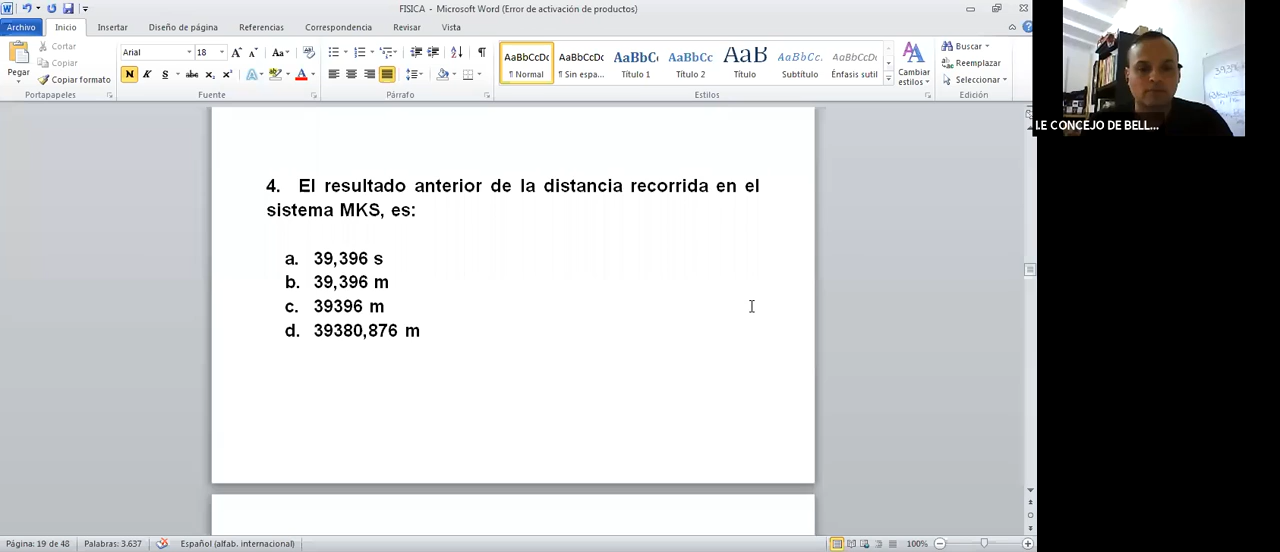 FISICA - Microsoft Word (Error de activación de productos)
Archivo Inicio Insertar Diseño de página Referencias Correspondencia Revisar Vista
Pegar
Cortar
Copiar
Copiar formato
Portapapeles
Arial 18
Fuente
Párrafo
AaBbCcDc AaBbCcDc AaBbC AaBbCc AaB AaBbCc. AaBbCcDc
¶ Normal ¶ Sin espa... Título 1 Título 2 Título Subtítulo Énfasis sutil
Estilos
Cambiar
estilos
Buscar
Reemplazar
Seleccionar
Edición
I.E CONCEJO DE BELL...
4. El resultado anterior de la distancia recorrida en el
sistema MKS, es:
a. 39,396 s
b. 39,396 m
c. 39396 m
d. 39380,876 m
Página: 19 de 48 Palabras: 3.637 Español (alfab. internacional) 100%